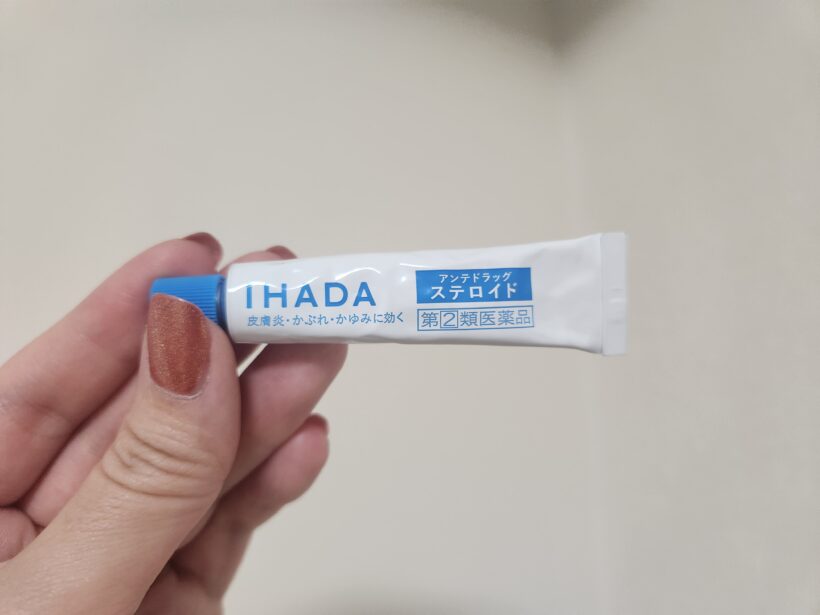 IHADA
皮膚炎・かぶれ・かゆみに効く
アンテドラッグ
ステロイド
第②類医薬品